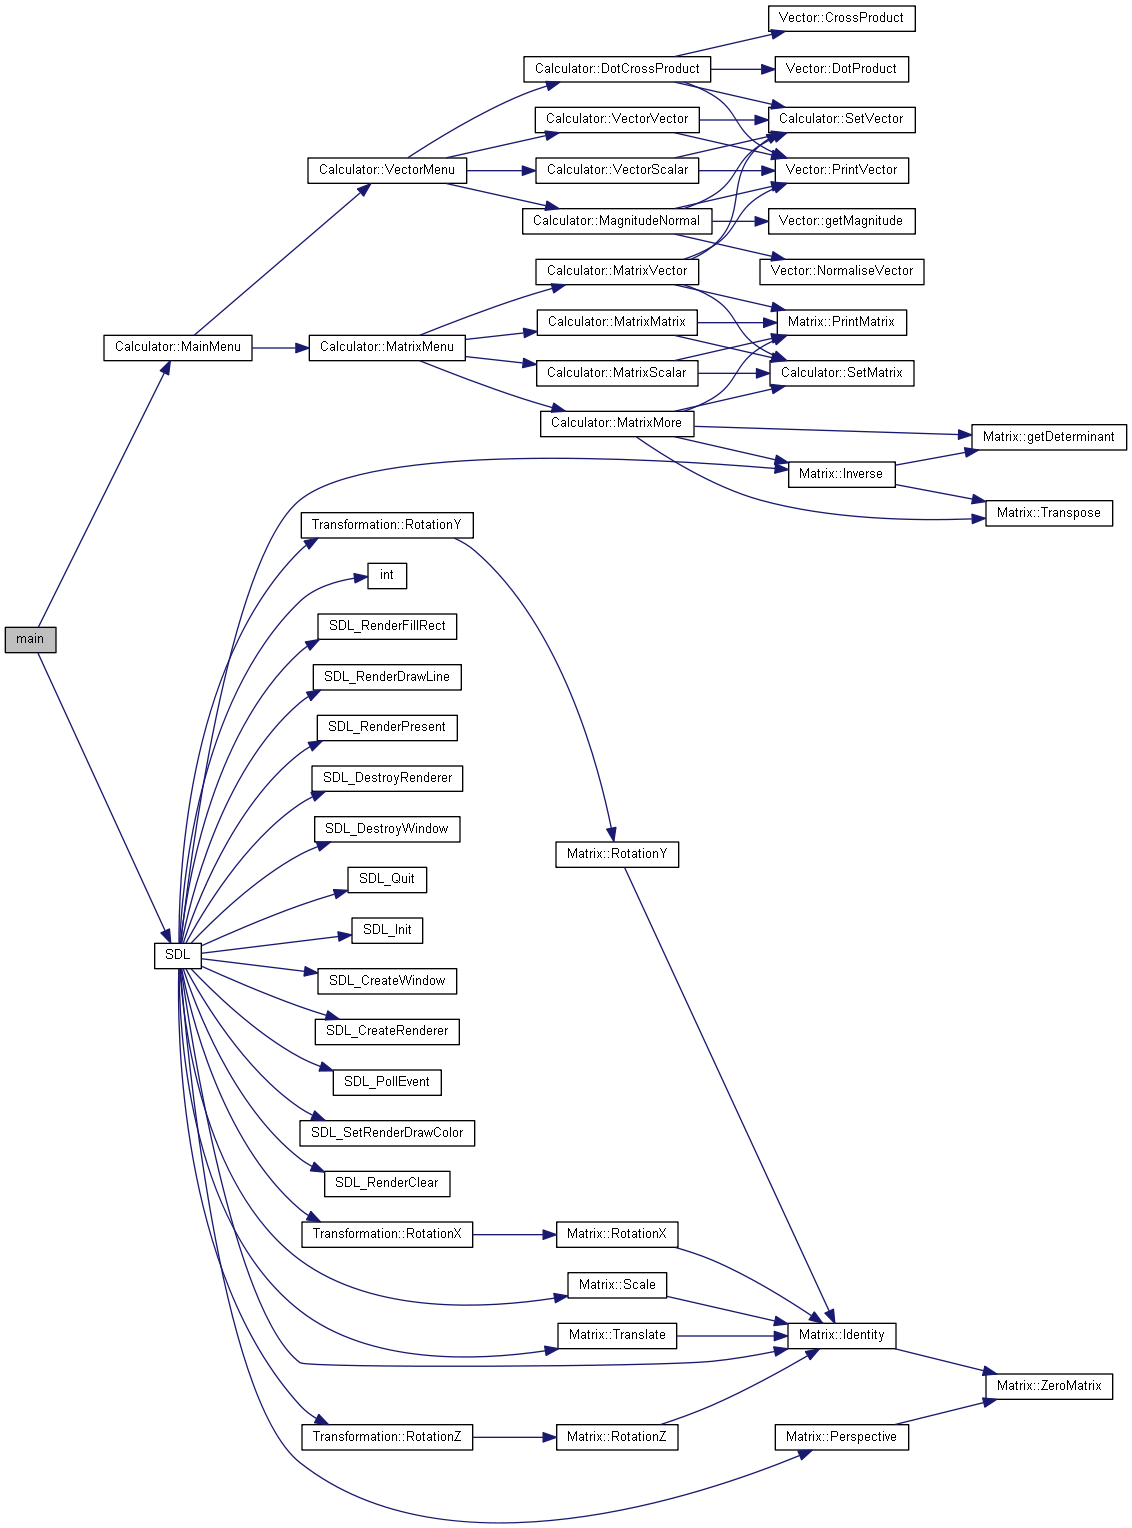 Vector::CrossProduct
Calculator::DotCrossProduct
Vector::DotProduct
Calculator::VectorVector
Calculator::SetVector
Calculator::VectorMenu
Calculator::VectorScalar
Vector::PrintVector
Calculator::MagnitudeNormal
Vector::getMagnitude
Calculator::MatrixVector
Vector::NormaliseVector
Calculator::MatrixMatrix
Matrix::PrintMatrix
Calculator::MainMenu
Calculator::MatrixMenu
Calculator::MatrixScalar
Calculator::SetMatrix
Calculator::MatrixMore
Matrix::getDeterminant
Matrix::Inverse
Matrix::Transpose
Transformation::RotationY
int
SDL_RenderFillRect
main
SDL_RenderDrawLine
SDL_RenderPresent
SDL_DestroyRenderer
SDL_DestroyWindow
Matrix::RotationY
SDL_Quit
SDL_Init
SDL
SDL_CreateWindow
SDL_CreateRenderer
SDL_PollEvent
SDL_SetRenderDrawColor
SDL_RenderClear
Transformation::RotationX
Matrix::RotationX
Matrix::Scale
Matrix::Translate
Matrix::Identity
Matrix::ZeroMatrix
Transformation::RotationZ
Matrix::RotationZ
Matrix::Perspective